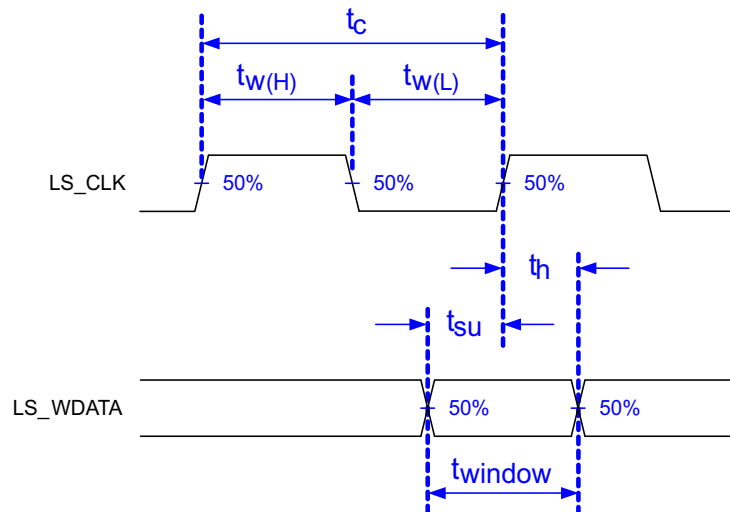 tc
tw(H) tw(L)
LS_CLK 50% 50% 50%
th
tsu
LS_WDATA 50% 50%
twindow